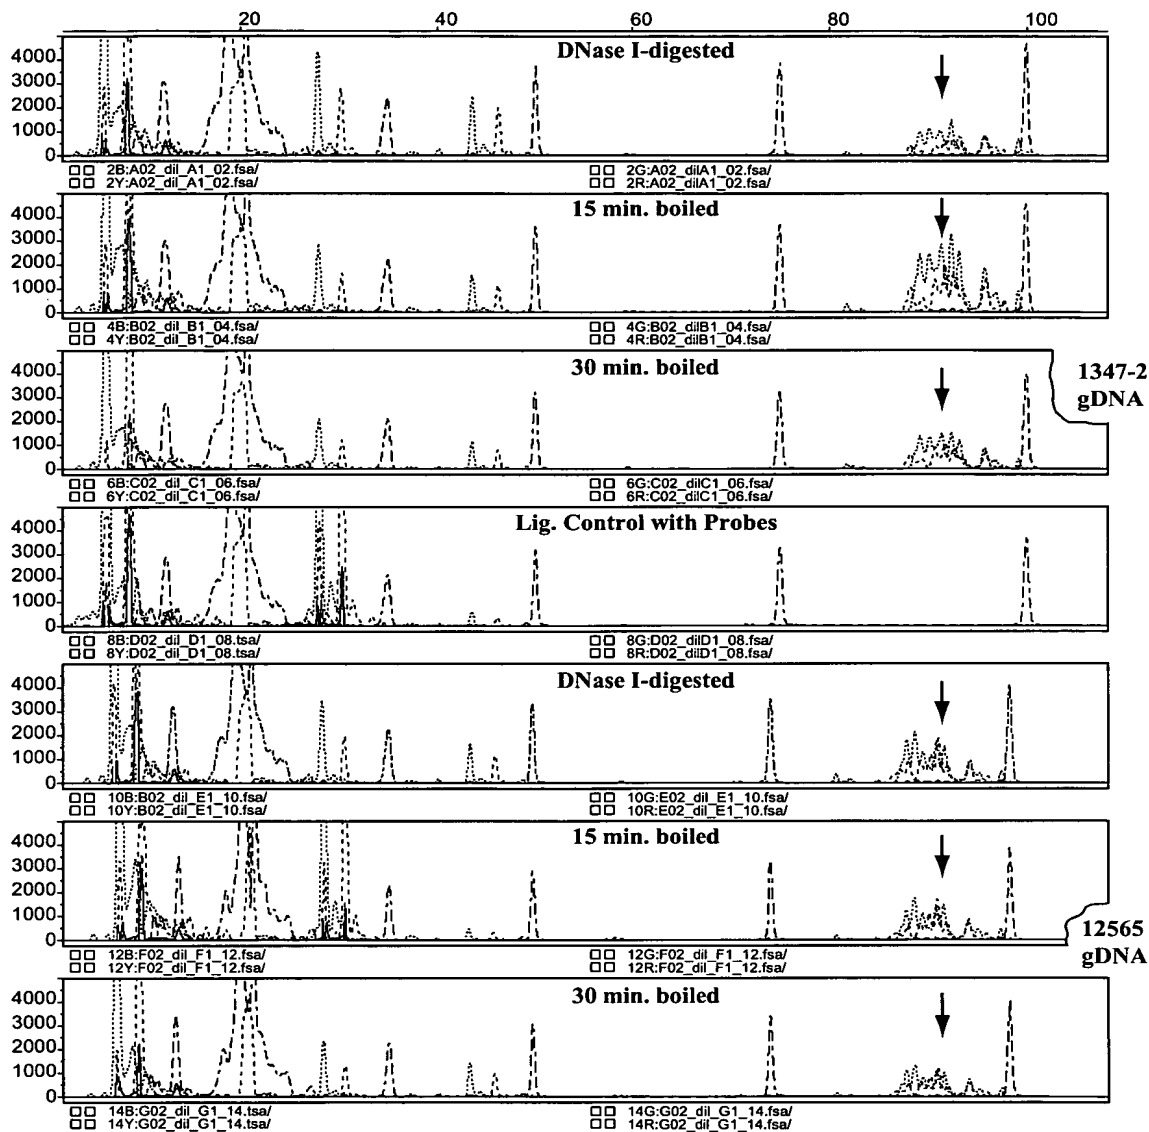 20 40 60 80 100
DNase I-digested
4000
3000
2000
1000
0
2B:A02_dil_A1_02.fsa/ 2G:A02_dilA1_02.fsa/
2Y:A02_dil_A1_02.fsa/ 2R:A02_dilA1_02.fsa/
15 min. boiled
4000
3000
2000
1000
0
4B:B02_dil_B1_04.fsa/ 4G:B02_dilB1_04.fsa/
4Y:B02_dil_B1_04.fsa/ 4R:B02_dilB1_04.fsa/
30 min. boiled
1347-2
gDNA
4000
3000
2000
1000
0
6B:C02_dil_C1_06.fsa/ 6G:C02_dilC1_06.fsa/
6Y:C02_dil_C1_06.fsa/ 6R:C02_dilC1_06.fsa/
Lig. Control with Probes
4000
3000
2000
1000
0
8B:D02_dil_D1_08.tsa/ 8G:D02_dilD1_08.fsa/
8Y:D02_dil_D1_08.tsa/ 8R:D02_dilD1_08.fsa/
DNase I-digested
4000
3000
2000
1000
0
10B:B02_dil_E1_10.fsa/ 10G:E02_dil_E1_10.fsa/
10Y:B02_dil_E1_10.fsa/ 10R:E02_dil_E1_10.fsa/
15 min. boiled
4000
3000
2000
1000
0
12565
gDNA
12B:F02_dil_F1_12.fsa/ 12G:F02_dil_F1_12.fsa/
12Y:F02_dil_F1_12.fsa/ 12R:F02_dil_F1_12.fsa/
30 min. boiled
4000
3000
2000
1000
0
14B:G02_dil_G1_14.tsa/ 14G:G02_dil_G1_14.fsa/
14Y:G02_dil_G1_14.tsa/ 14R:G02_dil_G1_14.fsa/